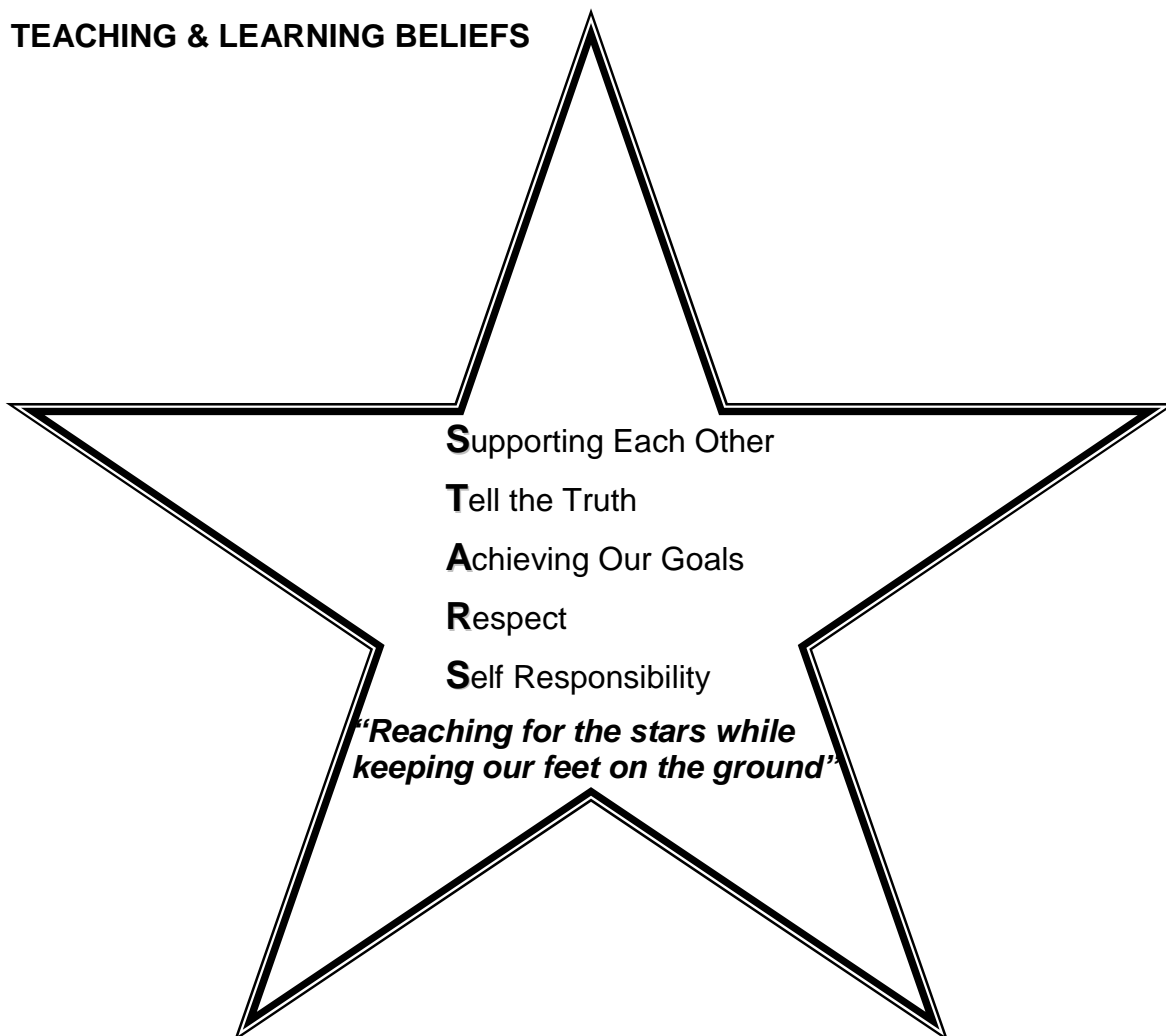 TEACHING & LEARNING BELIEFS
Supporting Each Other
Tell the Truth
Achieving Our Goals
Respect
Self Responsibility
“Reaching for the stars while
keeping our feet on the ground”